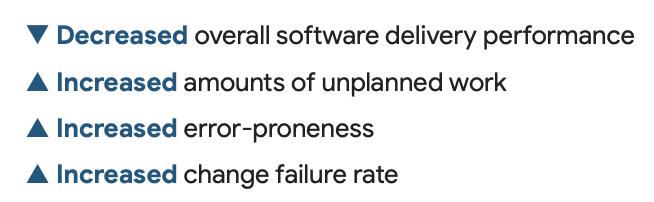 ▼ Decreased overall software delivery performance
▲ Increased amounts of unplanned work
▲ Increased error-proneness
▲ Increased change failure rate